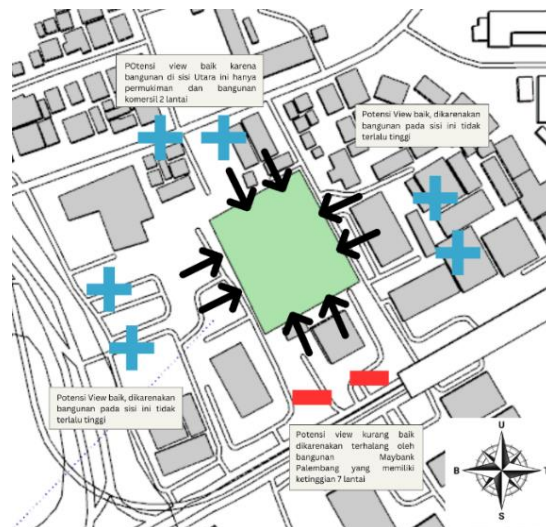 POtensi view baik karena
bangunan di sisi Utara ini hanya
permukiman dan bangunan
komersil 2 lantai
Potensi View baik, dikarenakan
bangunan pada sisi ini tidak
terlalu tinggi
Potensi View baik, dikarenakan
bangunan pada sisi ini tidak
terlalu tinggi
Potensi view kurang baik
dikarenakan terhalang oleh
bangunan Maybank
Palembang yang memiliki
ketinggian 7 lantai
U
B
T
S